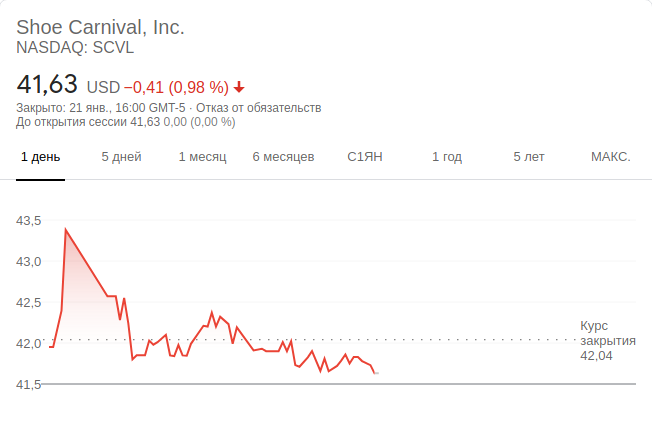 Shoe Carnival, Inc.
NASDAQ: SCVL
41,63 USD −0,41 (0,98 %)
Закрыто: 21 янв., 16:00 GMT-5 · Отказ от обязательств
До открытия сессии 41,63 0,00 (0,00 %)
1 день 5 дней 1 месяц 6 месяцев С1ЯН 1 год 5 лет МАКС.
43,5
43,0
42,5
42,0
41,5
Курс
закрытия
42,04